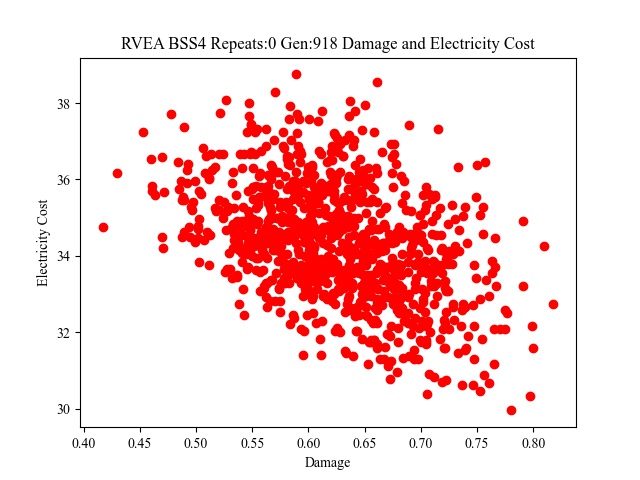 RVEA BSS4 Repeats:0 Gen:918 Damage and Electricity Cost
Electricity Cost
38
36
34
32
30
0.40 0.45 0.50 0.55 0.60 0.65 0.70 0.75 0.80
Damage